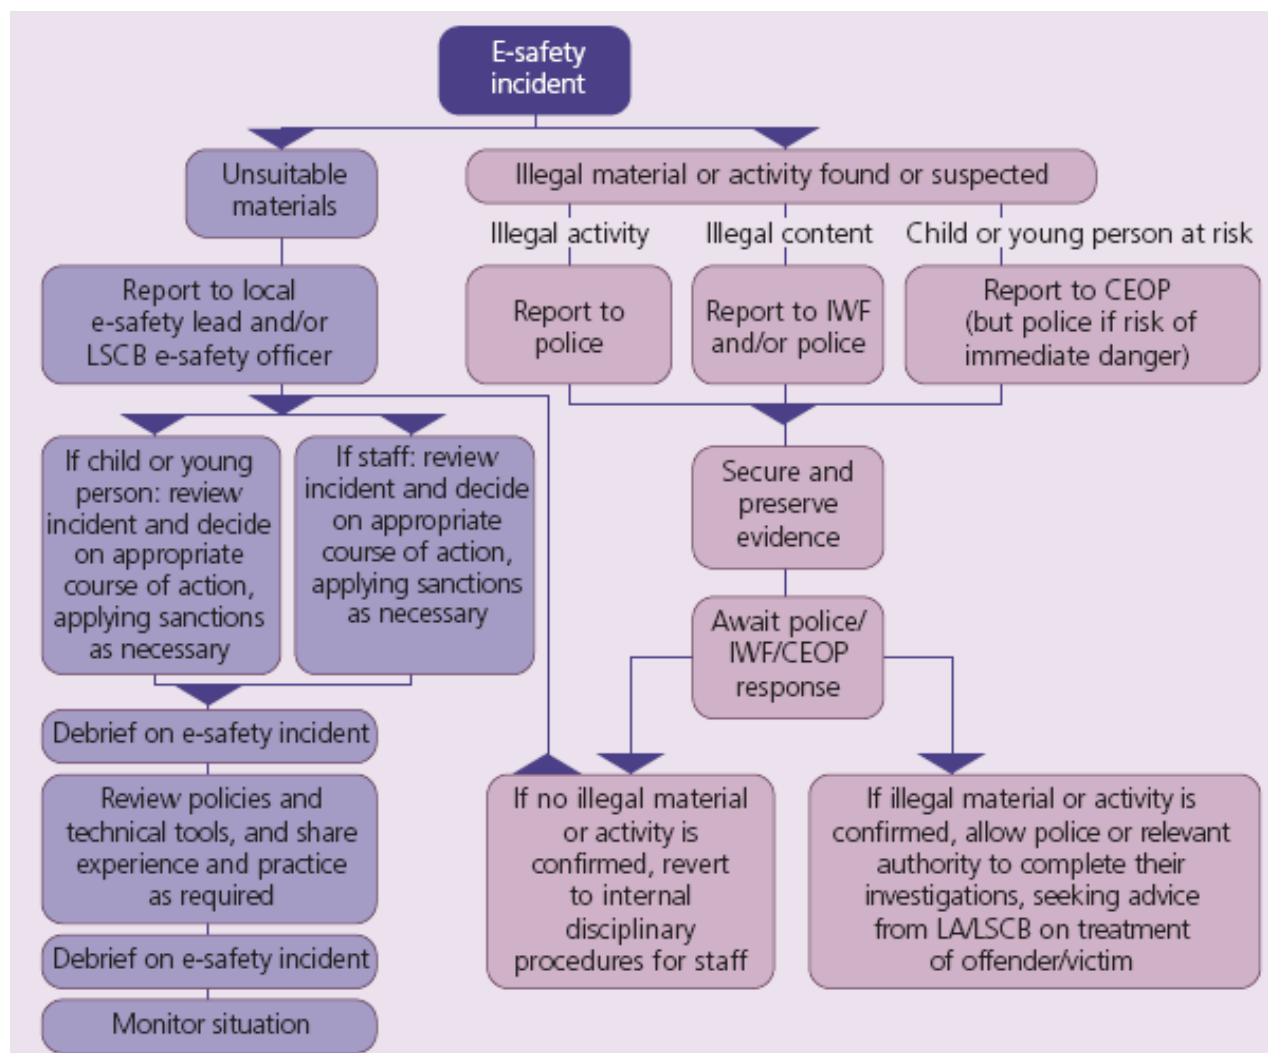 E-safety
incident
Unsuitable
materials
Illegal material or activity found or suspected
Illegal activity
Illegal content
Child or young person at risk
Report to local
e-safety lead and/or
LSCB e-safety officer
Report to
police
Report to IWF
and/or police
Report to CEOP
(but police if risk of
immediate danger)
If child or young
person: review
incident and decide
on appropriate
course of action,
applying sanctions
as necessary
If staff: review
incident and decide
on appropriate
course of action,
applying sanctions
as necessary
Secure and
preserve
evidence
Await police/
IWF/CEOP
response
Debrief on e-safety incident
Review policies and
technical tools, and share
experience and practice
as required
Debrief on e-safety incident
Monitor situation
If no illegal material
or activity is
confirmed, revert
to internal
disciplinary
procedures for staff
If illegal material or activity is
confirmed, allow police or relevant
authority to complete their
investigations, seeking advice
from LA/LSCB on treatment
of offender/victim